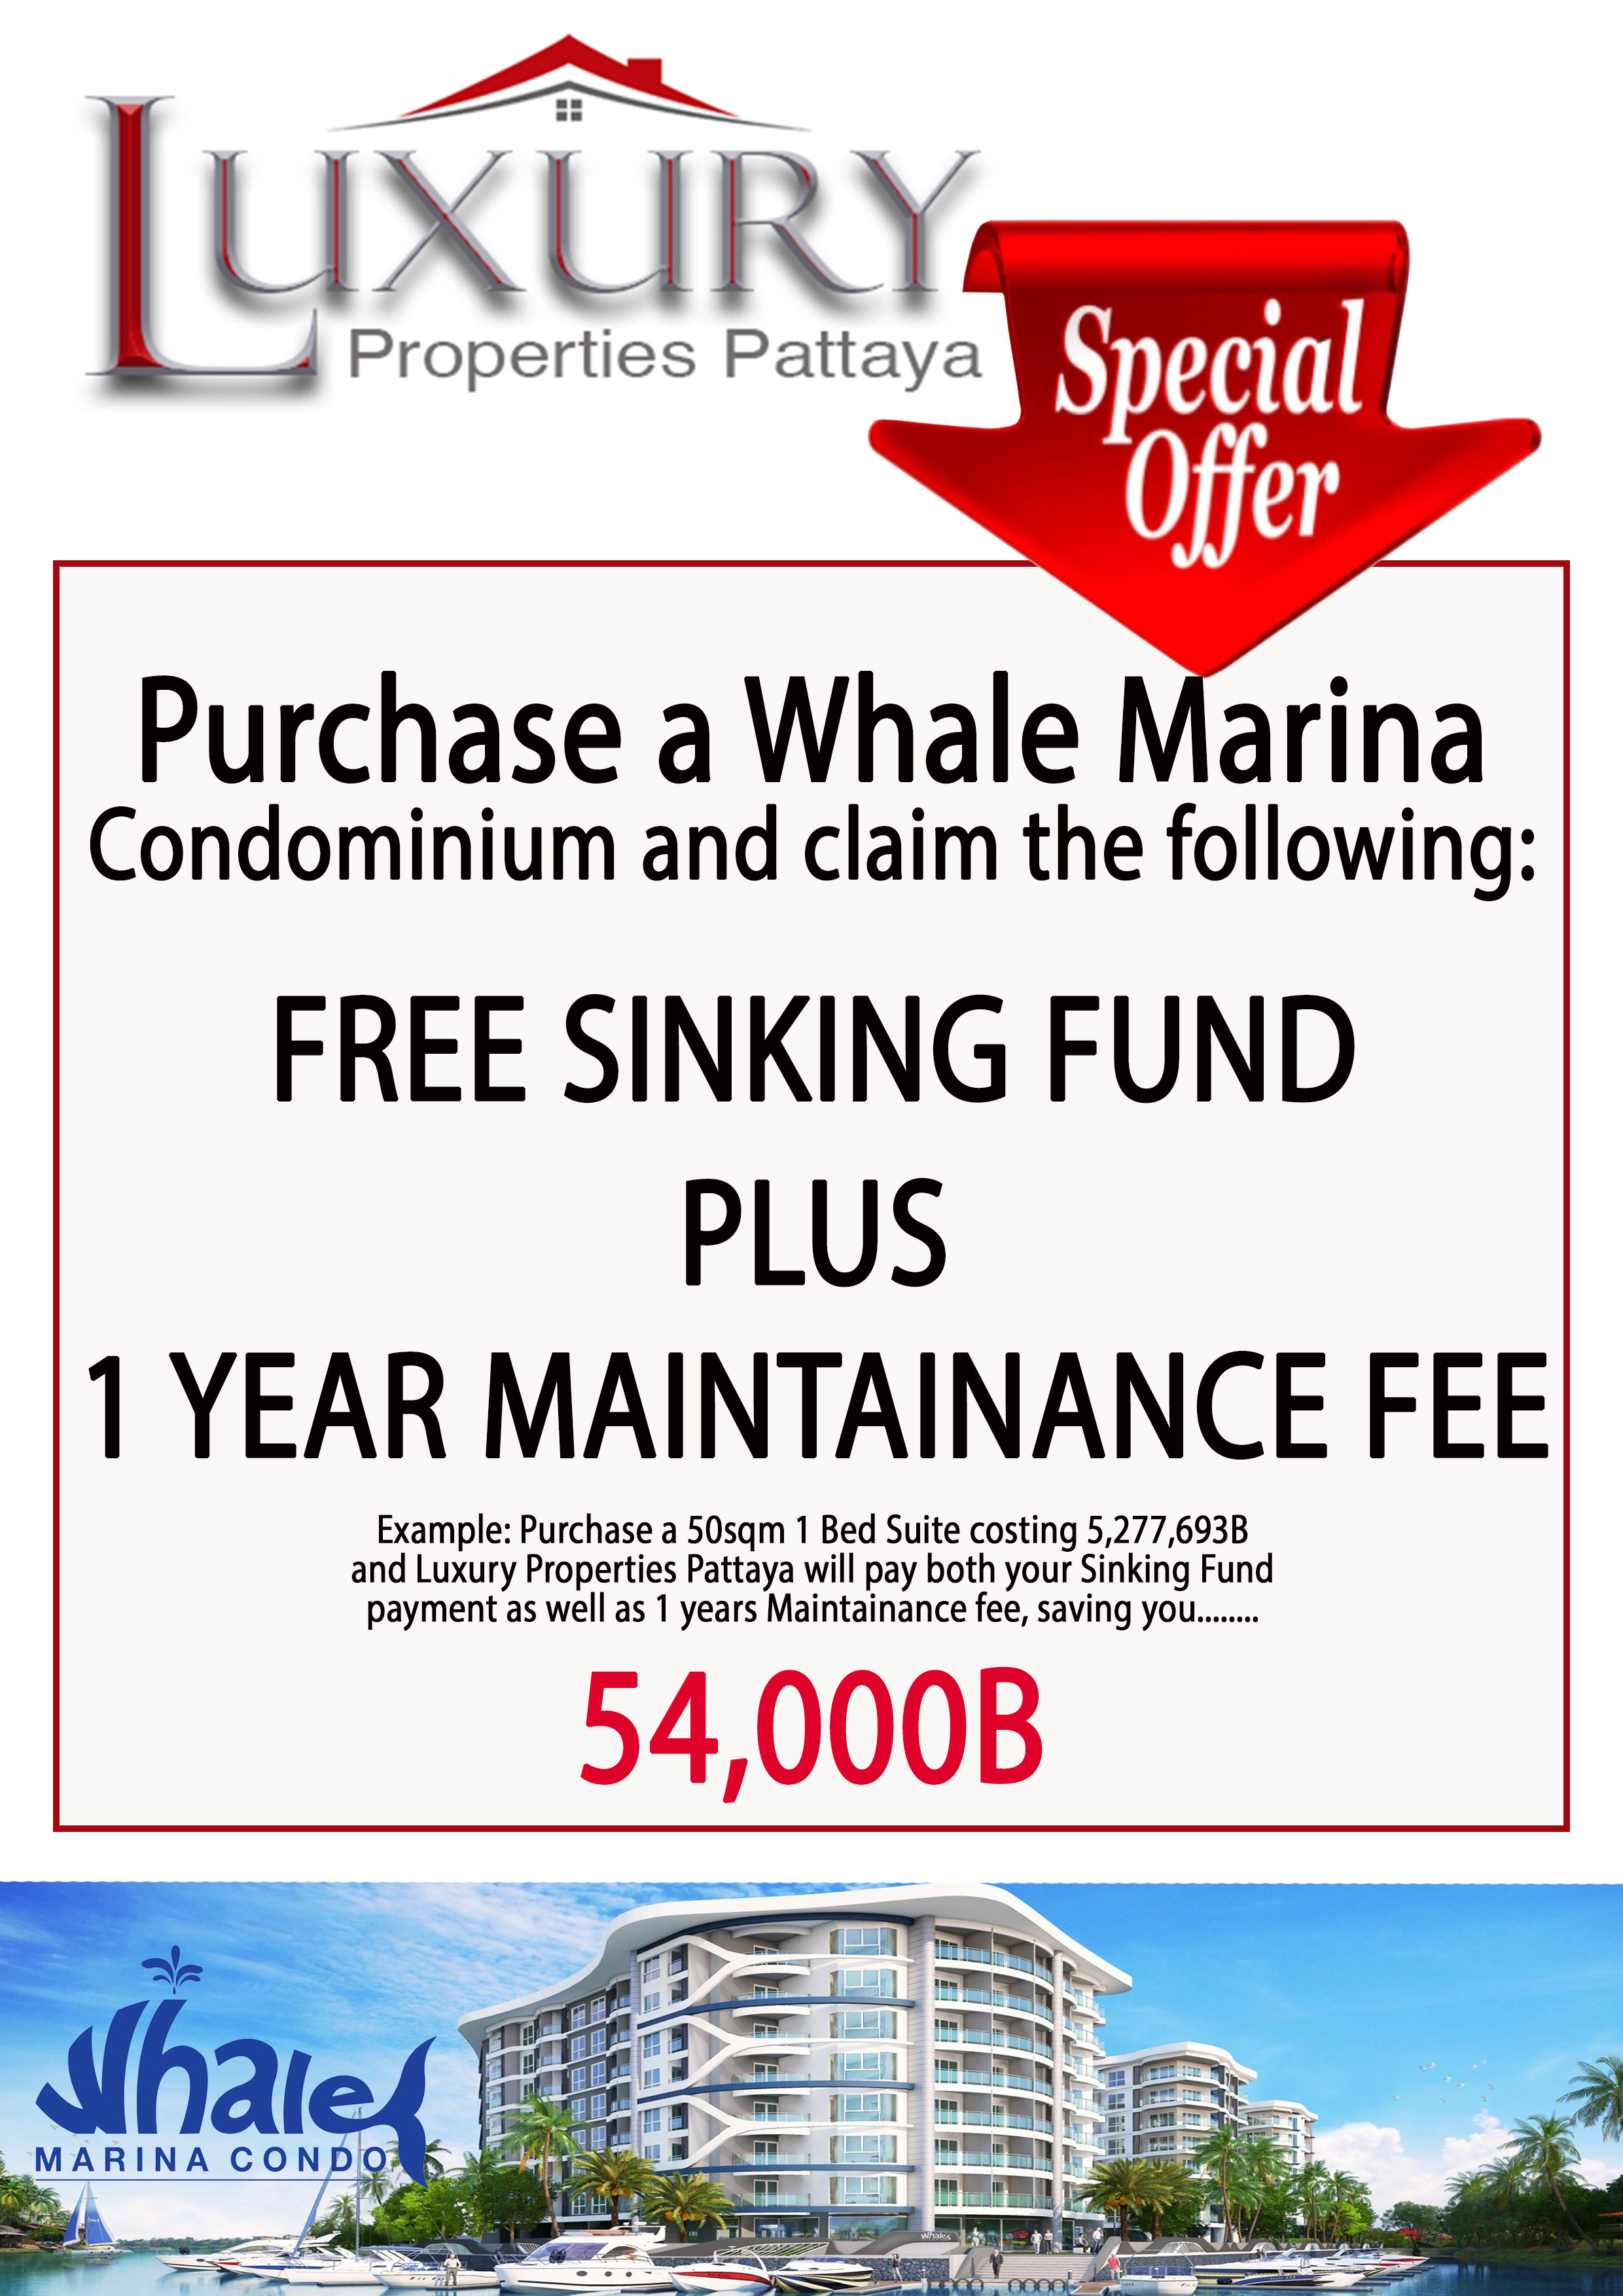 LUXURY
Properties Pattaya
Special
Offer
Purchase a Whale Marina
Condominium and claim the following:
FREE SINKING FUND
PLUS
1 YEAR MAINTAINANCE FEE
Example: Purchase a 50sqm 1 Bed Suite costing 5,277,693B
and Luxury Properties Pattaya will pay both your Sinking Fund
payment as well as 1 years Maintainance fee, saving you........
54,000B
Whale
MARINA CONDO
Whale